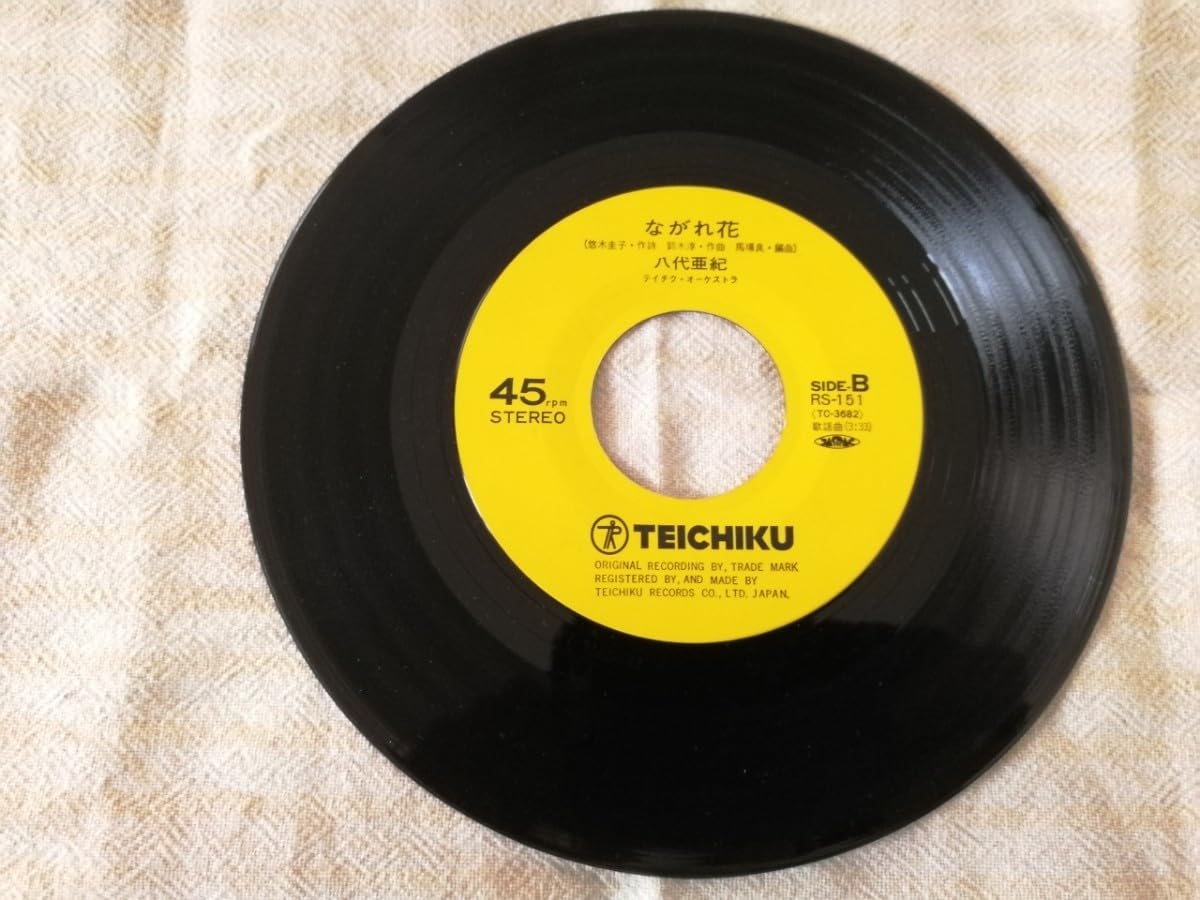 ながれ花
(悠木圭子・作詩 鈴木淳・作曲 馬場良・編曲)
八代亜紀
テイチク・オーケストラ
45rpm
STEREO
SIDE-B
RS-151
(TO-3682)
歌謡曲(3:33)
TEICHIKU
ORIGINAL RECORDING BY, TRADE MARK
REGISTERED BY, AND MADE BY
TEICHIKU RECORDS CO., LTD. JAPAN.